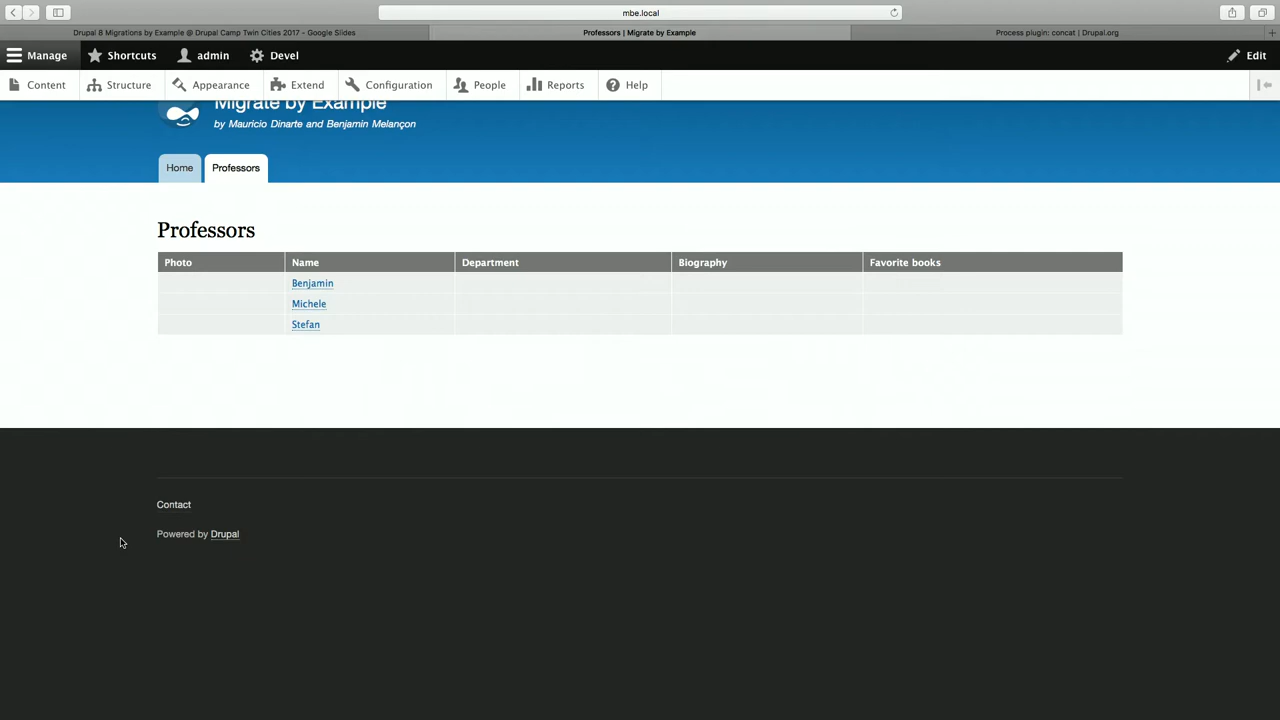 mbe.local
Drupal 8 Migrations by Example @ Drupal Camp Twin Cities 2017 - Google Slides
Professors | Migrate by Example
Process plugin: concat | Drupal.org
Manage
Shortcuts
admin
Devel
Edit
Content
Structure
Appearance
Extend
Configuration
People
Reports
Help
Migrate by Example
by Mauricio Dinarte and Benjamin Melançon
Home
Professors
Professors
Photo Name Department Biography Favorite books
Benjamin
Michele
Stefan
Contact
Powered by Drupal